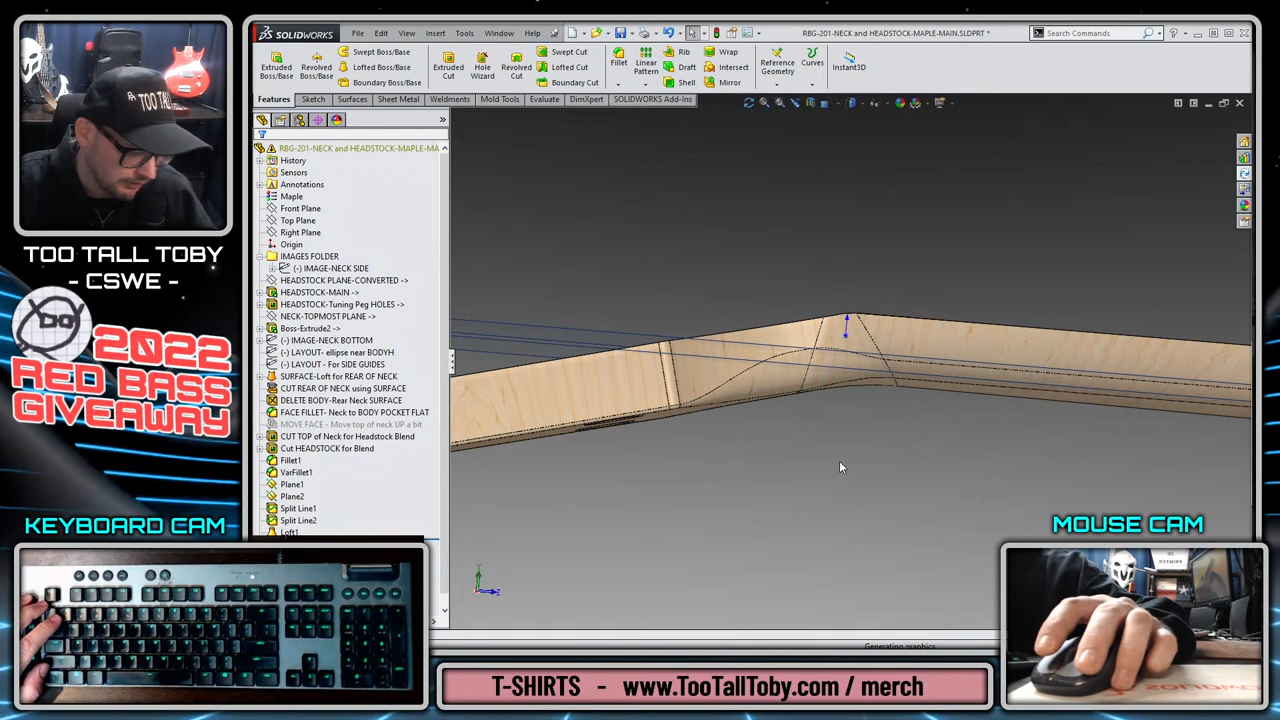 SOLIDWORKS
File
Edit
View
Insert
Tools
Window
Help
RBG-201-NECK and HEADSTOCK-MAPLE-MAIN.SLDPRT *
Search Commands
Extruded Boss/Base
Revolved Boss/Base
Swept Boss/Base
Lofted Boss/Base
Boundary Boss/Base
Extruded Cut
Hole Wizard
Revolved Cut
Swept Cut
Lofted Cut
Boundary Cut
Fillet
Linear Pattern
Rib
Draft
Shell
Wrap
Intersect
Mirror
Reference Geometry
Curves
Instant3D
Features
Sketch
Surfaces
Sheet Metal
Weldments
Mold Tools
Evaluate
DimXpert
SOLIDWORKS Add-Ins
RBG-201-NECK and HEADSTOCK-MAPLE-MA
History
Sensors
Annotations
Maple
Front Plane
Top Plane
Right Plane
Origin
IMAGES FOLDER
(-) IMAGE-NECK SIDE
HEADSTOCK PLANE-CONVERTED ->
HEADSTOCK-MAIN ->
HEADSTOCK-Tuning Peg HOLES ->
NECK-TOPMOST PLANE ->
Boss-Extrude2 ->
(-) IMAGE-NECK BOTTOM
(-) LAYOUT- ellipse near BODYH
(-) LAYOUT - For SIDE GUIDES
SURFACE-Loft for REAR OF NECK
CUT REAR OF NECK using SURFACE
DELETE BODY-Rear Neck SURFACE
FACE FILLET- Neck to BODY POCKET FLAT
MOVE FACE - Move top of neck UP a bit
CUT TOP of Neck for Headstock Blend
Cut HEADSTOCK for Blend
Fillet1
VarFillet1
Plane1
Plane2
Split Line1
Split Line2
Loft1
Y
Z
Generating graphics
TOO TALL
TOO TALL TOBY
- CSWE -
2022
RED BASS
GIVEAWAY
KEYBOARD CAM
MOUSE CAM
T-SHIRTS - www.TooTallToby.com / merch